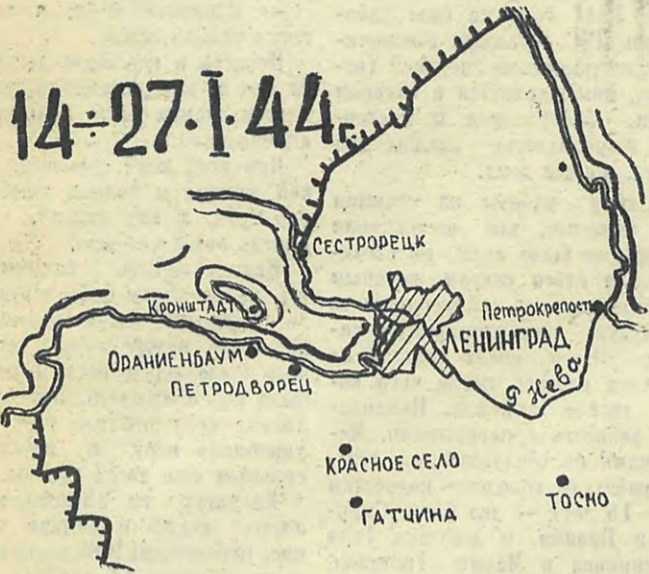 14÷27·I·44г.
СЕСТРОРЕЦК
КРОНШТАДТ
Петрокрепость
ЛЕНИНГРАД
ОРАНИЕНБАУМ
ПЕТРОДВОРЕЦ
р. Нева
КРАСНОЕ СЕЛО
ГАТЧИНА
ТОСНО